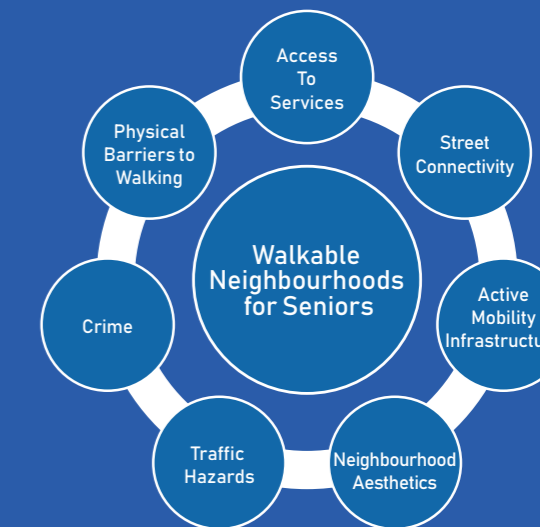 Access
To
Services
Street
Connectivity
Active
Mobility
Infrastructu
Neighbourhood
Aesthetics
Traffic
Hazards
Crime
Physical
Barriers to
Walking
Walkable
Neighbourhoods
for Seniors